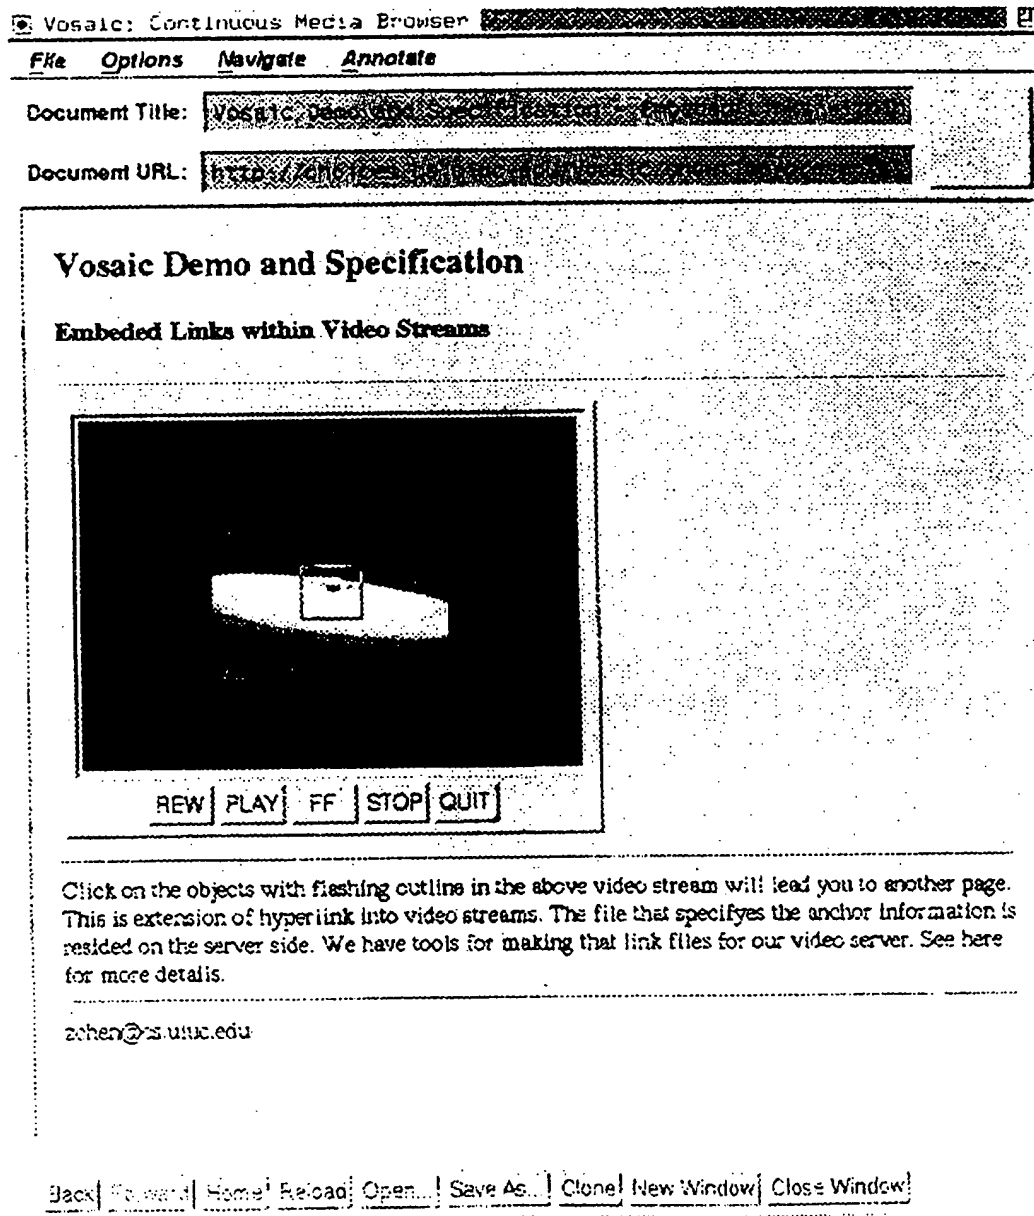 Vosaic: Continuous Media Browser
File Options Navigate Annotate
Document Title: Vosaic Demo and Specification
Document URL:
Vosaic Demo and Specification
Embeded Links within Video Streams
REW PLAY FF STOP QUIT
Click on the objects with flashing outline in the above video stream will lead you to another page.
This is extension of hyperlink into video streams. The file that specifyes the anchor information is
resided on the server side. We have tools for making that link files for our video server. See here
for more details.
zchen@cs.uiuc.edu
Back Forward Home Reload Open... Save As... Clone New Window Close Window